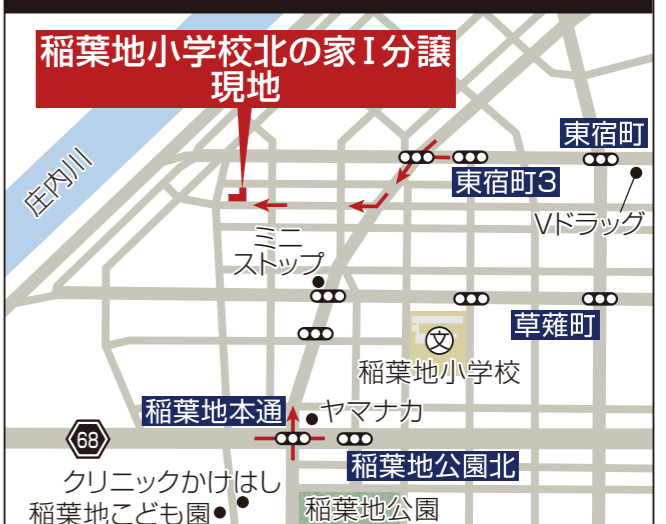 稲葉地小学校北の家Ⅰ分譲
現地
庄内川
東宿町
東宿町3
Vドラッグ
ミニ
ストップ
草薙町
文
稲葉地小学校
稲葉地本通
ヤマナカ
68
稲葉地公園北
クリニックかけはし
稲葉地こども園
稲葉地公園